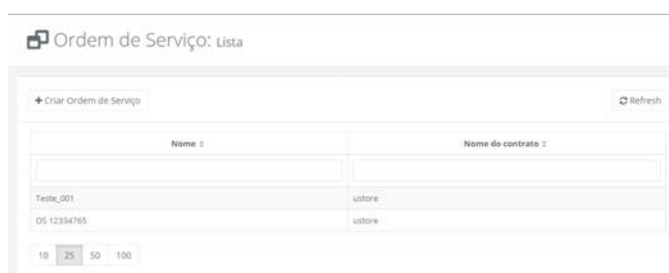 Ordem de Serviço: Lista
+ Criar Ordem de Serviço Refresh
Nome Nome do contrato
Teste_001 ustore
OS 12334765 ustore
10 25 50 100